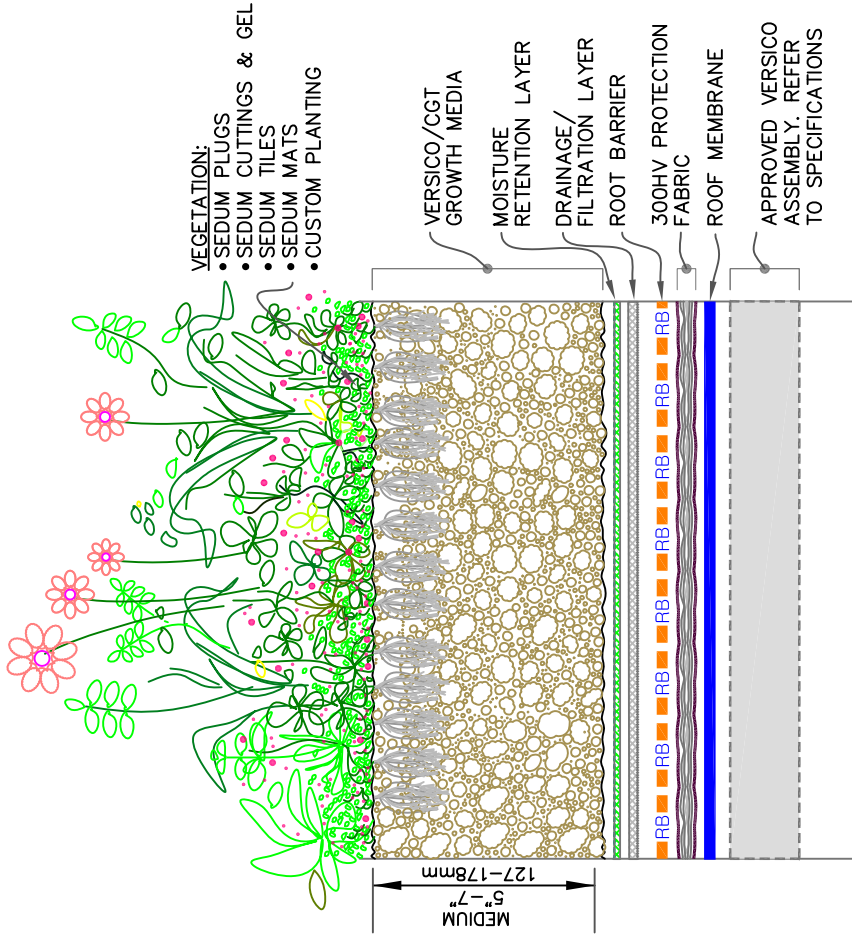 VEGETATION:
• SEDUM PLUGS
• SEDUM CUTTINGS & GEL
• SEDUM TILES
• SEDUM MATS
• CUSTOM PLANTING
VERSICO/CGT
GROWTH MEDIA
MOISTURE
RETENTION LAYER
DRAINAGE/
FILTRATION LAYER
ROOT BARRIER
300HV PROTECTION
FABRIC
ROOF MEMBRANE
APPROVED VERSICO
ASSEMBLY. REFER
TO SPECIFICATIONS
RB RB RB RB RB RB RB RB
MEDIUM
5"-7"
127-178mm